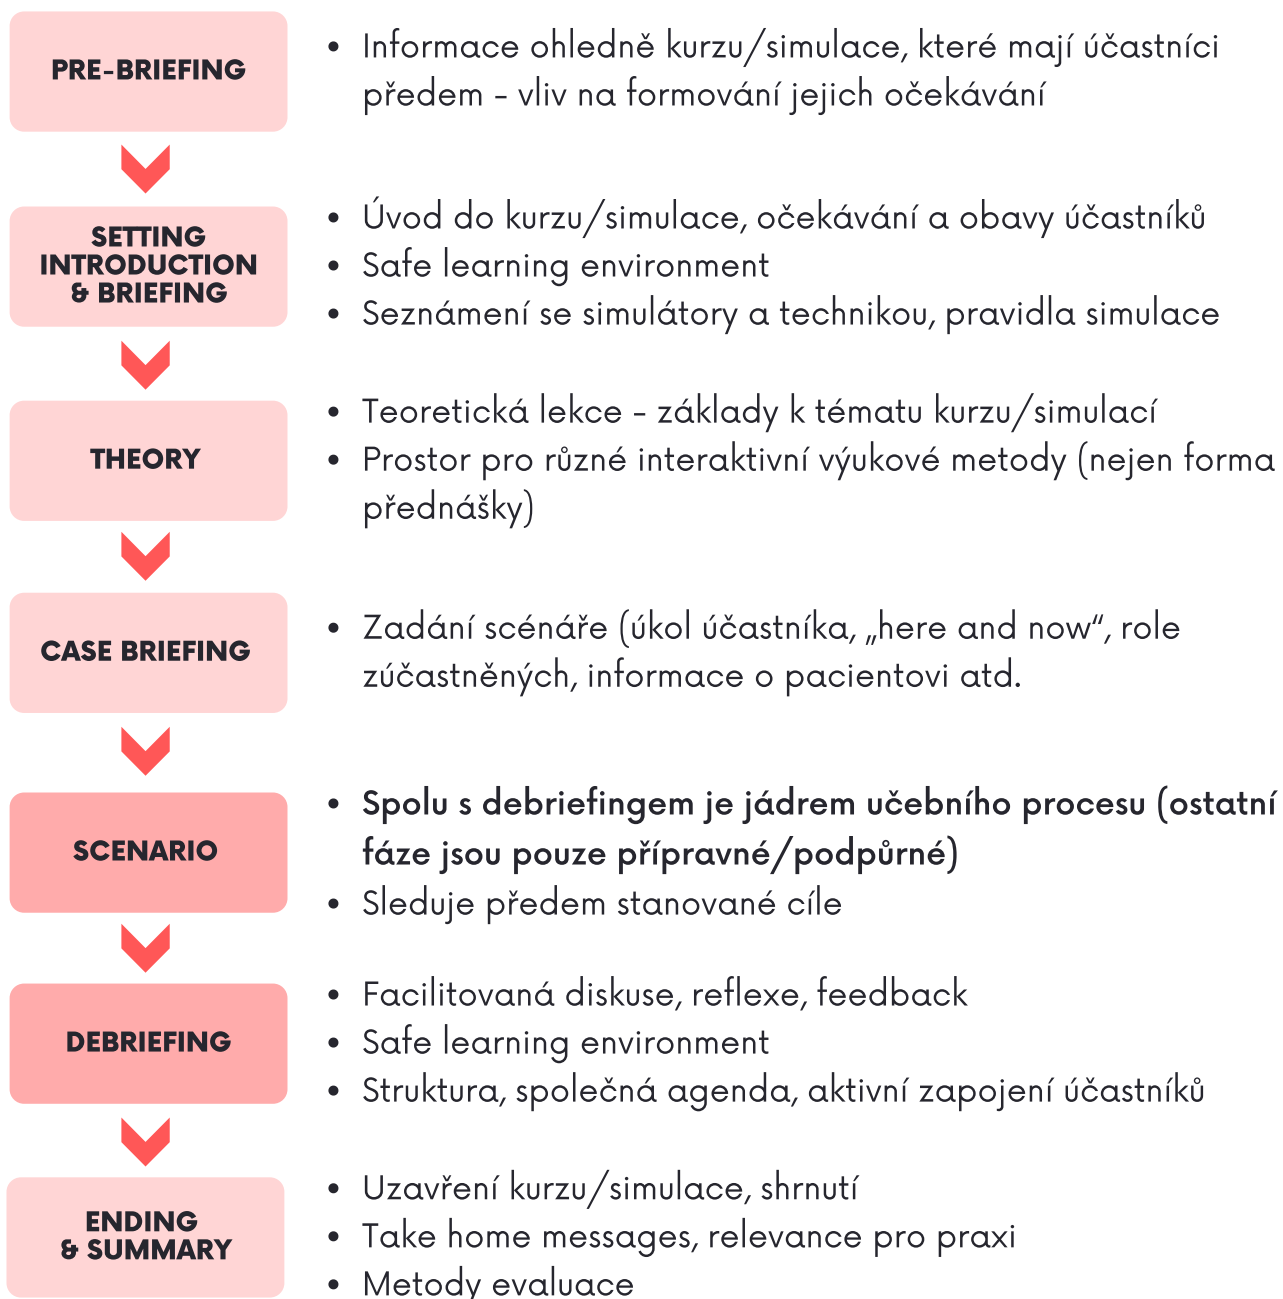 PRE-BRIEFING
• Informace ohledně kurzu/simulace, které mají účastníci
předem - vliv na formování jejich očekávání
SETTING
INTRODUCTION
& BRIEFING
• Úvod do kurzu/simulace, očekávání a obavy účastníků
• Safe learning environment
• Seznámení se simulátory a technikou, pravidla simulace
THEORY
• Teoretická lekce - základy k tématu kurzu/simulací
• Prostor pro různé interaktivní výukové metody (nejen forma
přednášky)
CASE BRIEFING
• Zadání scénáře (úkol účastníka, „here and now“, role
zúčastněných, informace o pacientovi atd.
SCENARIO
• Spolu s debriefingem je jádrem učebního procesu (ostatní
fáze jsou pouze přípravné/podpůrné)
• Sleduje předem stanované cíle
DEBRIEFING
• Facilitovaná diskuse, reflexe, feedback
• Safe learning environment
• Struktura, společná agenda, aktivní zapojení účastníků
ENDING
& SUMMARY
• Uzavření kurzu/simulace, shrnutí
• Take home messages, relevance pro praxi
• Metody evaluace